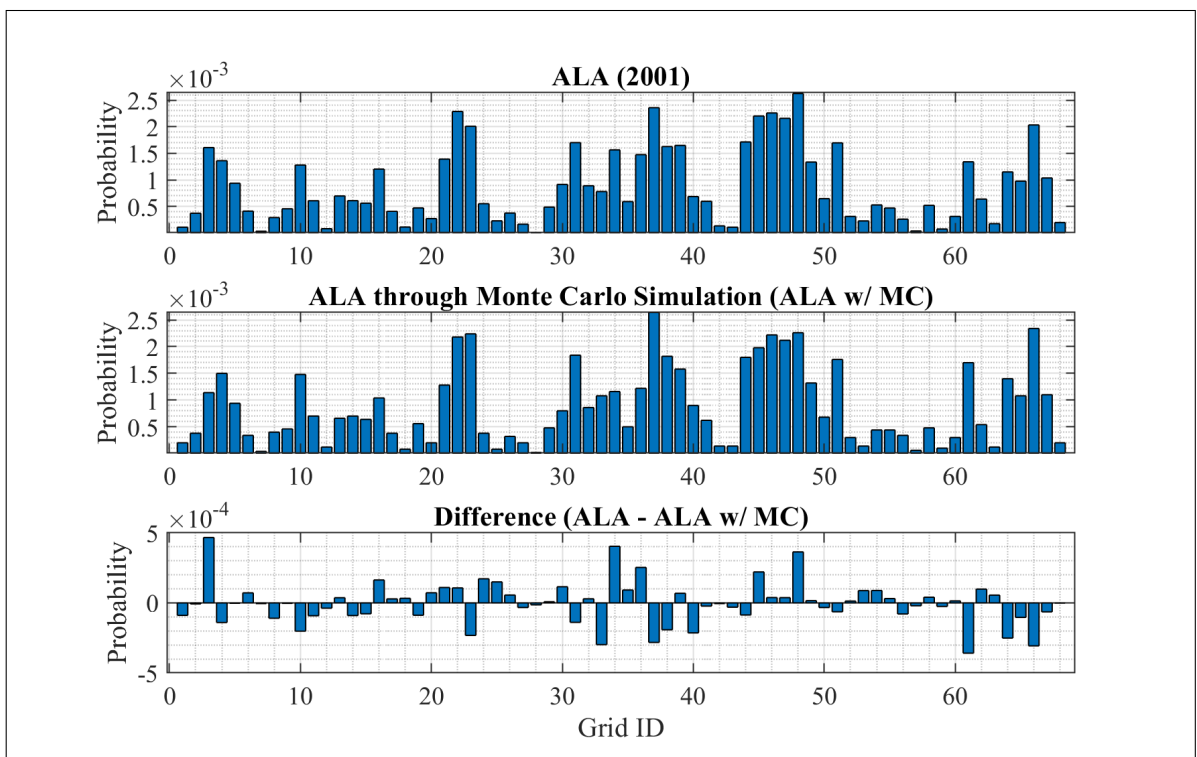 ×10⁻³
ALA (2001)
Probability
2.5
2
1.5
1
0.5
0 10 20 30 40 50 60
×10⁻³
ALA through Monte Carlo Simulation (ALA w/ MC)
Probability
2.5
2
1.5
1
0.5
0 10 20 30 40 50 60
×10⁻⁴
Difference (ALA - ALA w/ MC)
Probability
5
0
-5
0 10 20 30 40 50 60
Grid ID